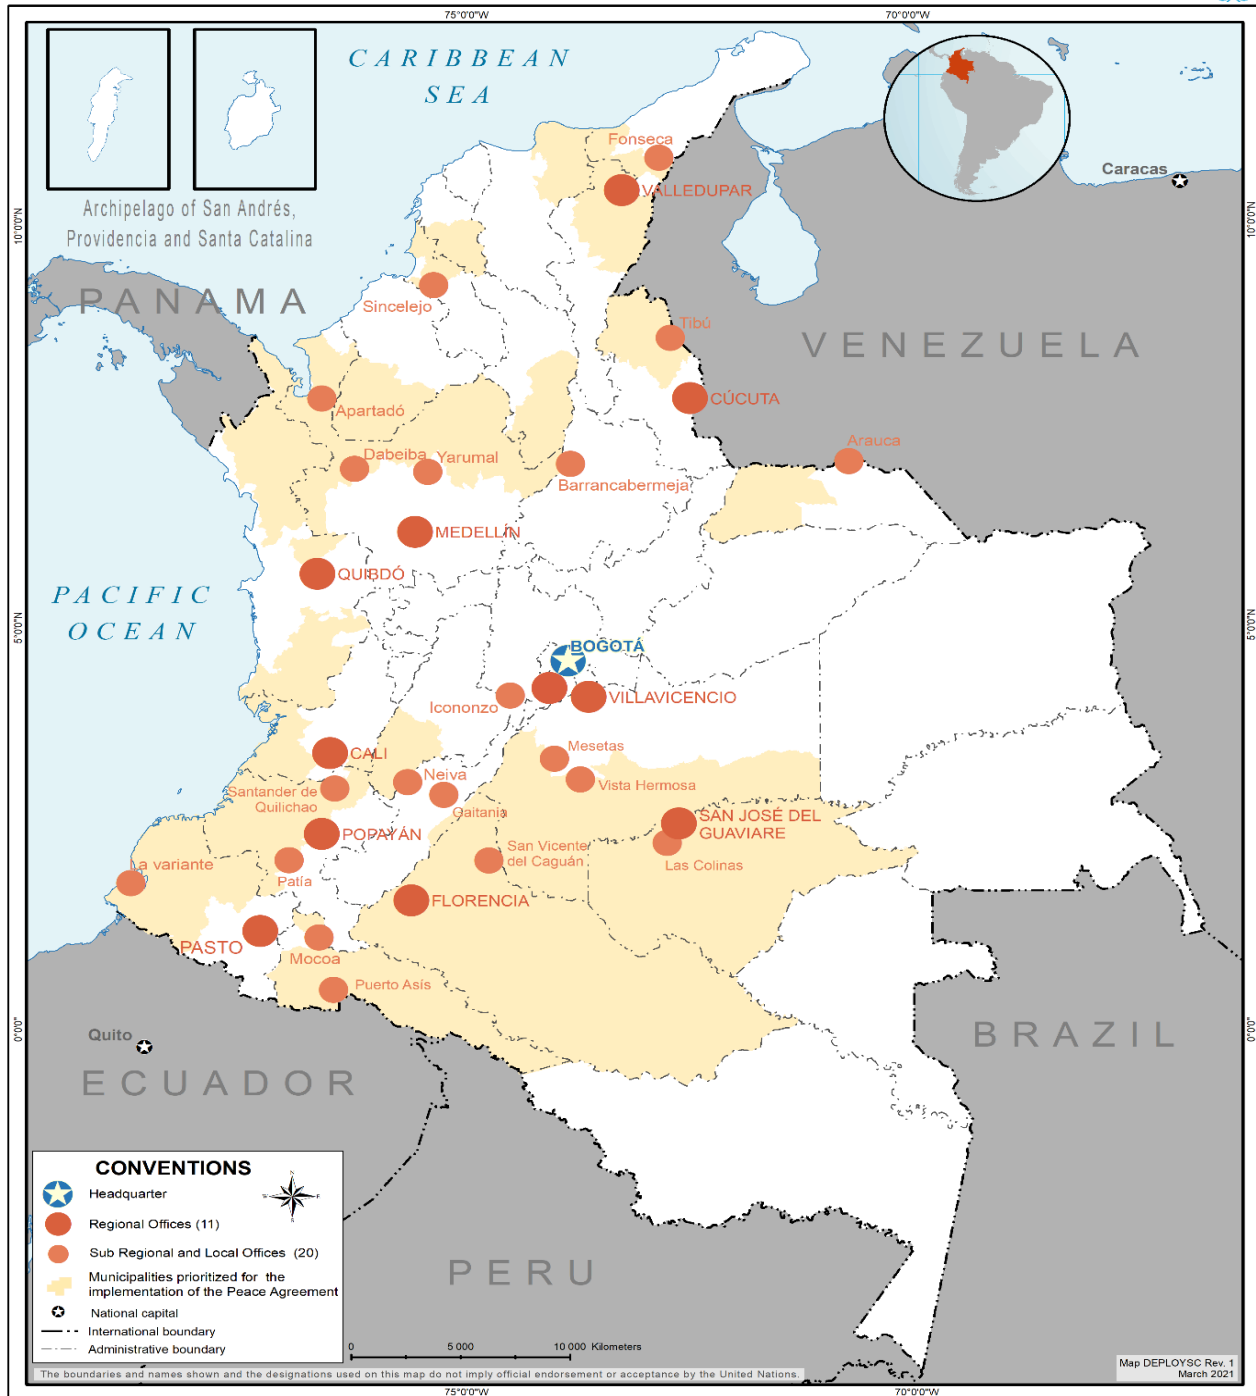 75°0'0"W
70°0'0"W
CARIBBEAN
SEA
Archipelago of San Andrés,
Providencia and Santa Catalina
10°0'0"N
10°0'0"N
Fonseca
VALLEDUPAR
Caracas
PANAMA
Sincelejo
Tibú
VENEZUELA
CÚCUTA
Apartadó
Arauca
Dabeiba
Yarumal
Barrancabermeja
MEDELLÍN
QUIBDÓ
PACIFIC
OCEAN
5°0'0"N
5°0'0"N
BOGOTÁ
VILLAVICENCIO
Icononzo
CALI
Mesetas
Neiva
Vista Hermosa
Santander de
Quilichao
Gaitania
SAN JOSÉ DEL
GUAVIARE
POPAYÁN
San Vicente
del Caguán
Las Colinas
La variante
Patía
FLORENCIA
PASTO
Mocoa
Puerto Asís
0°0'0"
0°0'0"
Quito
ECUADOR
BRAZIL
PERU
CONVENTIONS
N
W
S
Headquarter
Regional Offices (11)
Sub Regional and Local Offices (20)
Municipalities prioritized for the
implementation of the Peace Agreement
National capital
International boundary
Administrative boundary
0 5 000 10 000 Kilometers
The boundaries and names shown and the designations used on this map do not imply official endorsement or acceptance by the United Nations.
Map DEPLOYSC Rev. 1
March 2021
75°0'0"W
70°0'0"W